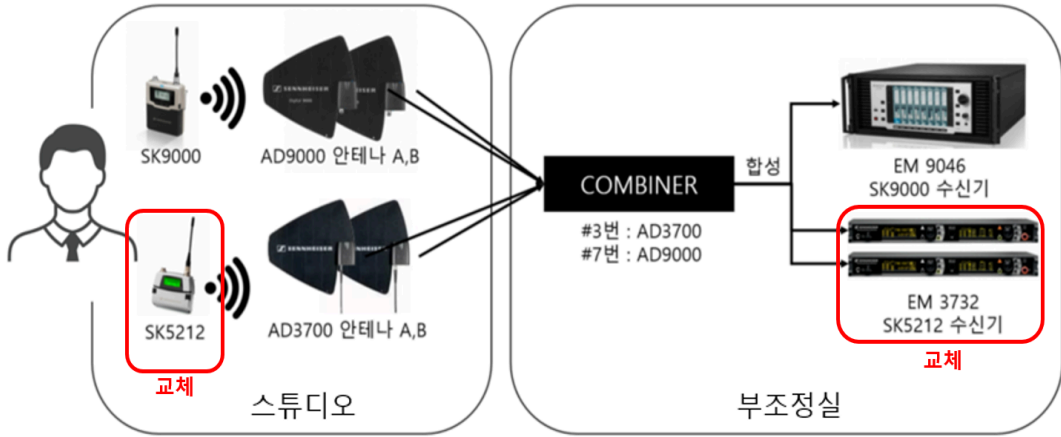 SK9000
SENNHEISER
AD9000 안테나 A,B
SK5212
교체
SENNHEISER
AD3700 안테나 A,B
스튜디오
COMBINER
#3번 : AD3700
#7번 : AD9000
합성
EM 9046
SK9000 수신기
EM 3732
SK5212 수신기
교체
부조정실